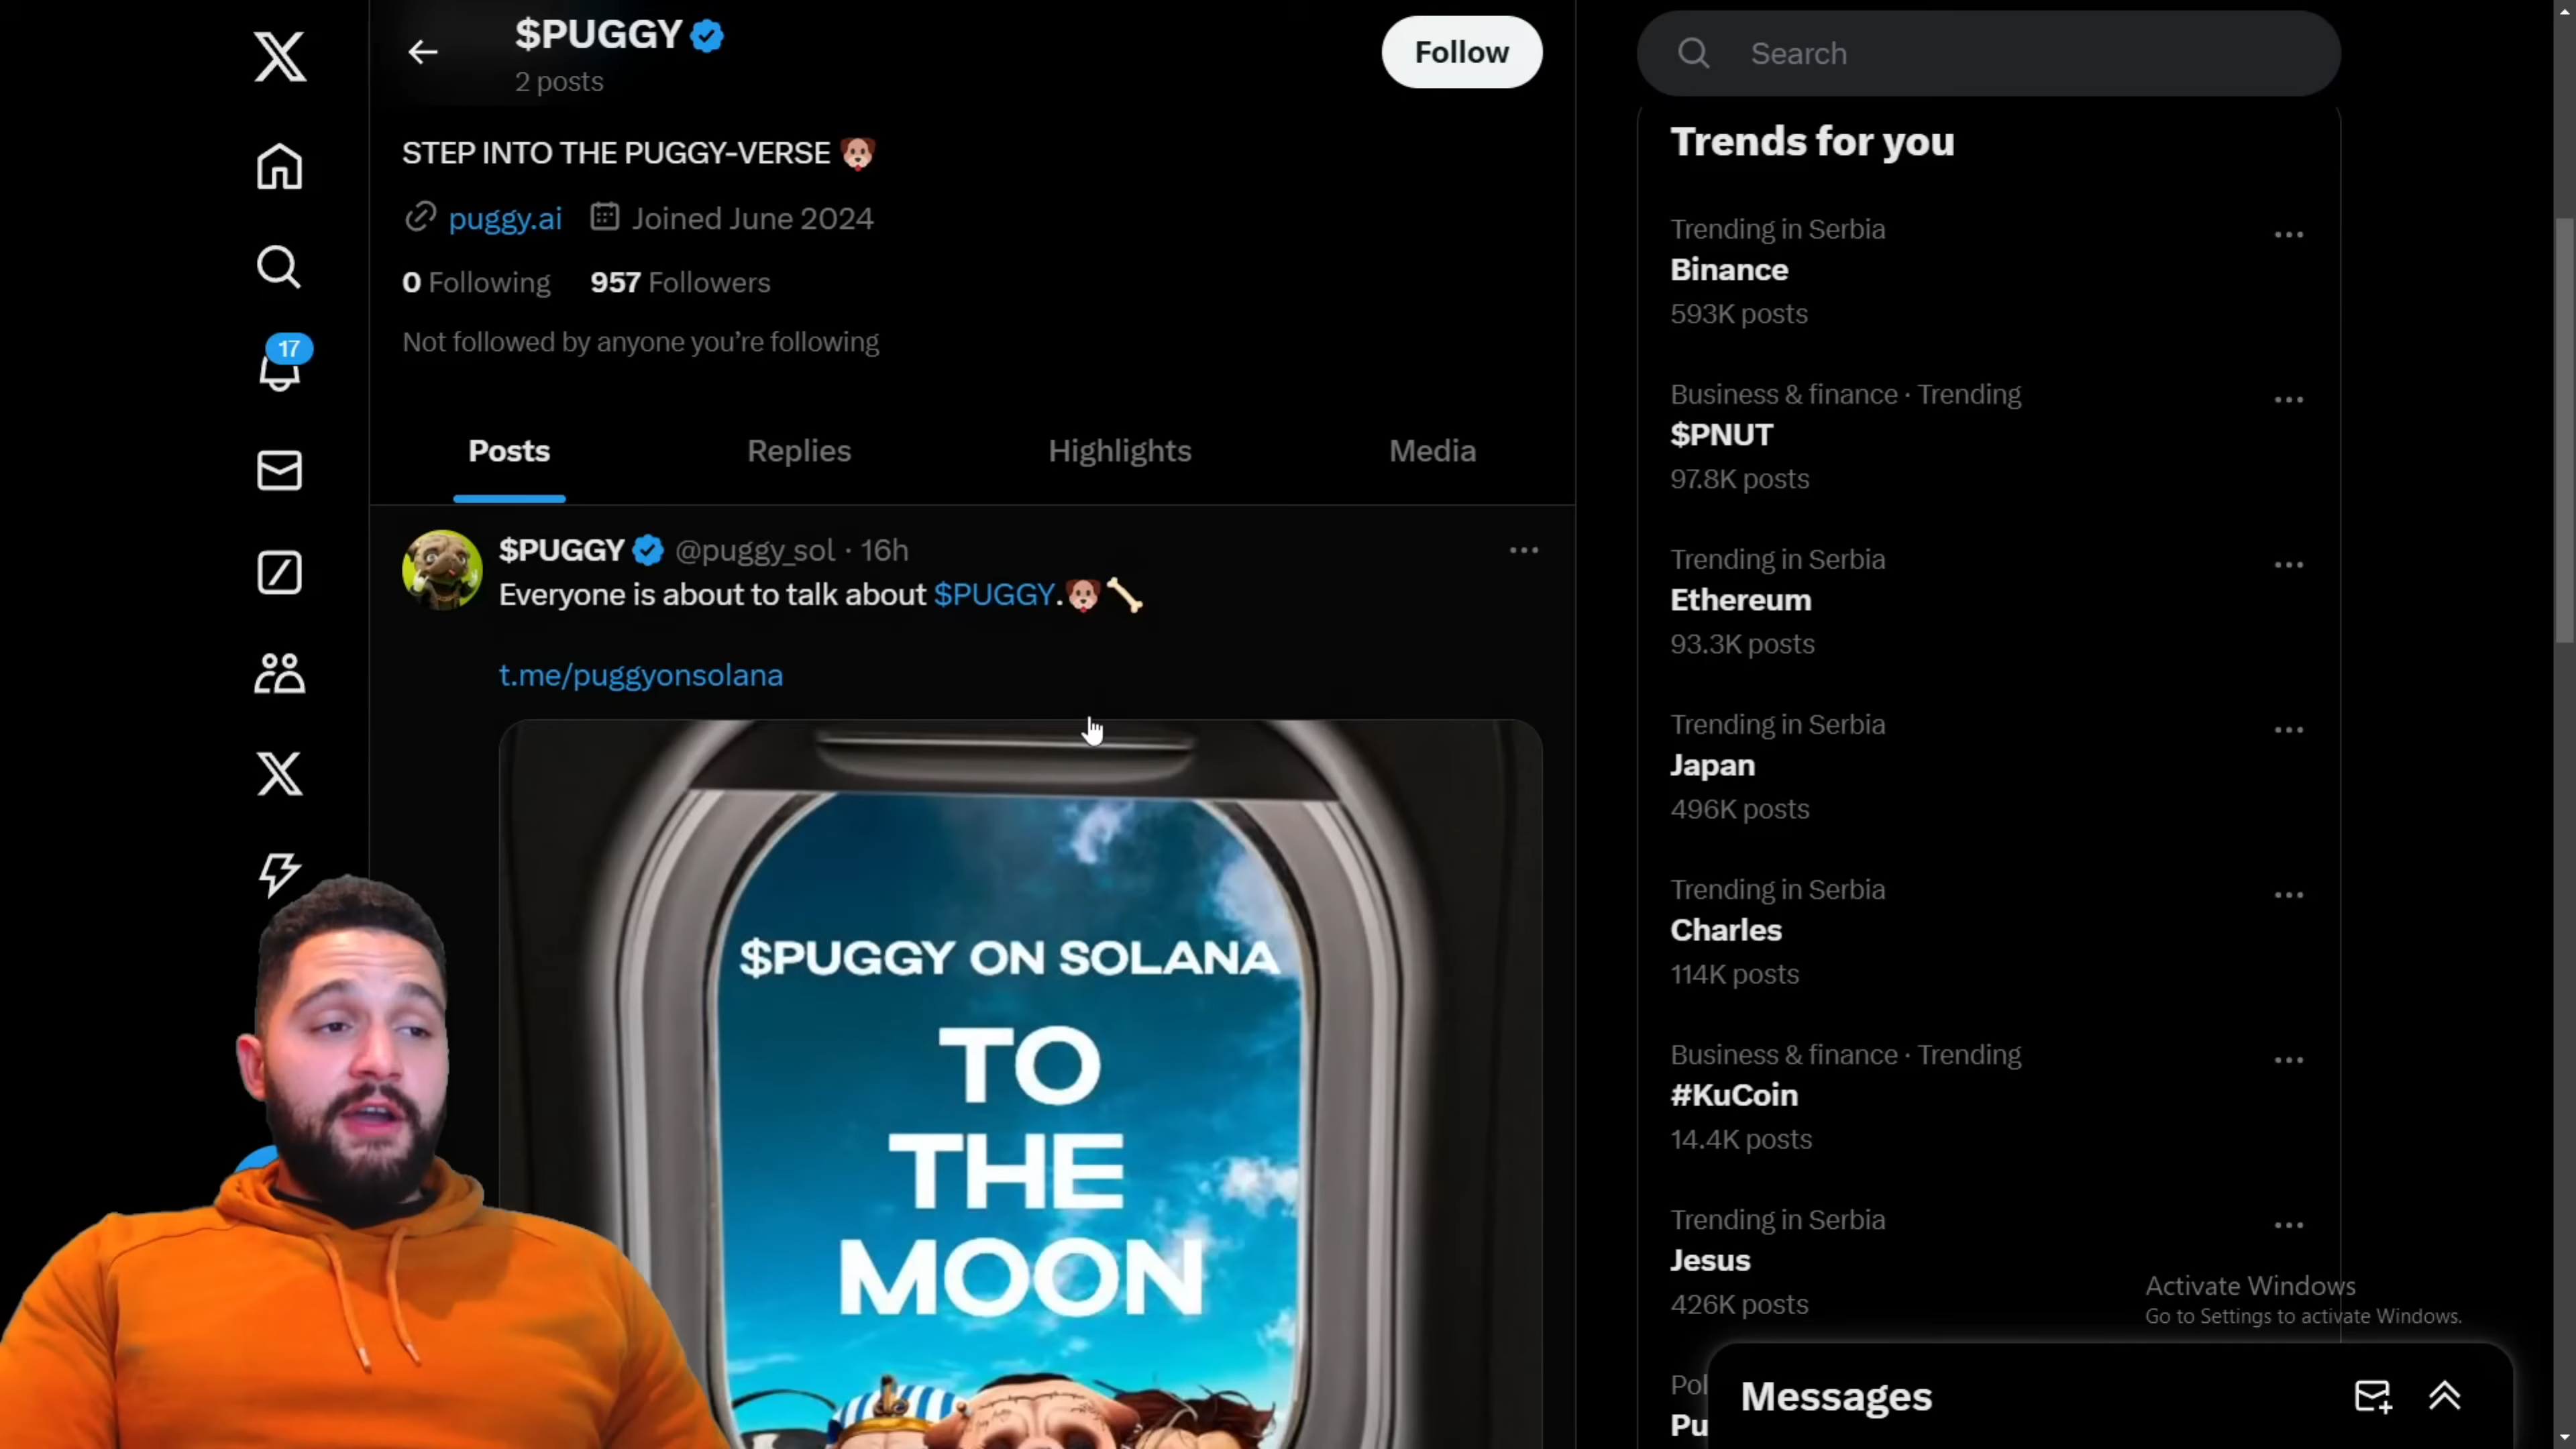 $PUGGY
2 posts
Follow
STEP INTO THE PUGGY-VERSE
puggy.ai Joined June 2024
0 Following 957 Followers
Not followed by anyone you're following
Posts Replies Highlights Media
$PUGGY @puggy_sol · 16h
Everyone is about to talk about $PUGGY.
t.me/puggyonsolana
$PUGGY ON SOLANA
TO
THE
MOON
17
Search
Trends for you
Trending in Serbia
Binance
593K posts
Business & finance · Trending
$PNUT
97.8K posts
Trending in Serbia
Ethereum
93.3K posts
Trending in Serbia
Japan
496K posts
Trending in Serbia
Charles
114K posts
Business & finance · Trending
#KuCoin
14.4K posts
Trending in Serbia
Jesus
426K posts
Activate Windows
Go to Settings to activate Windows.
Messages